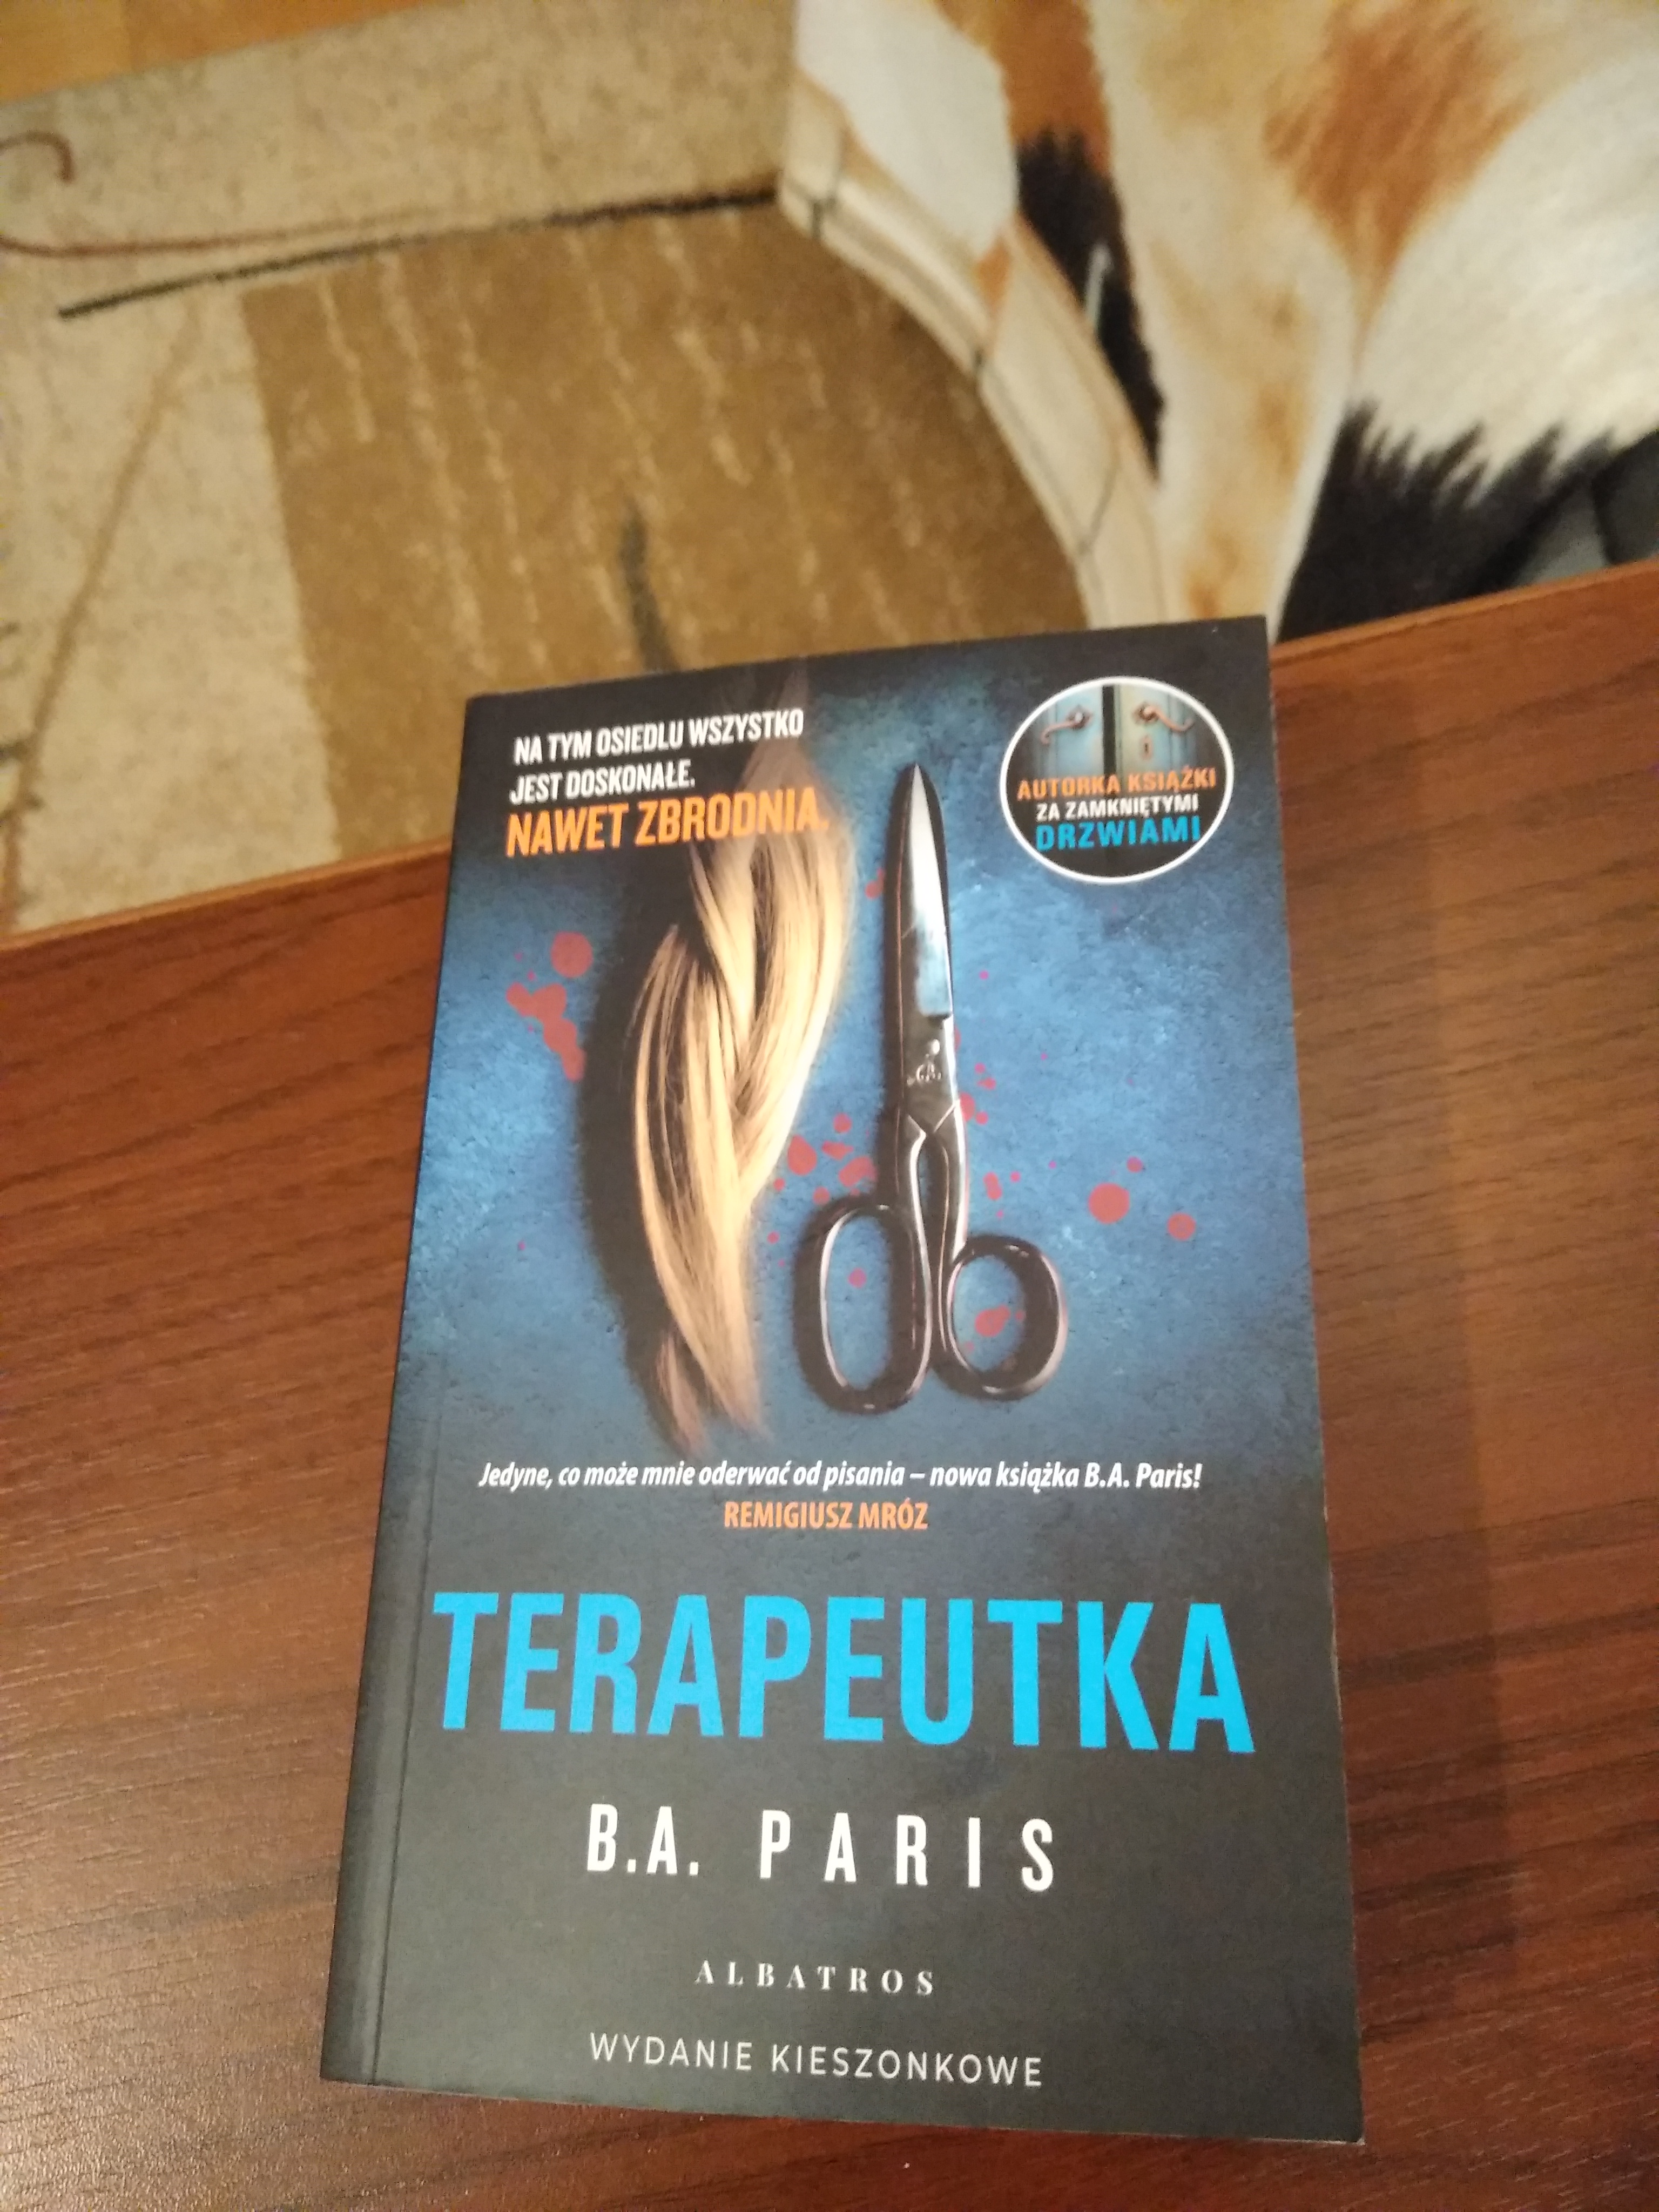 NA TYM OSIEDLU WSZYSTKO
JEST DOSKONAŁE.
NAWET ZBRODNIA.
AUTORKA KSIĄŻKI
ZA ZAMKNIĘTYMI
DRZWIAMI
Jedyne, co może mnie oderwać od pisania – nowa książka B.A. Paris!
REMIGIUSZ MRÓZ
TERAPEUTKA
B.A. PARIS
ALBATROS
WYDANIE KIESZONKOWE